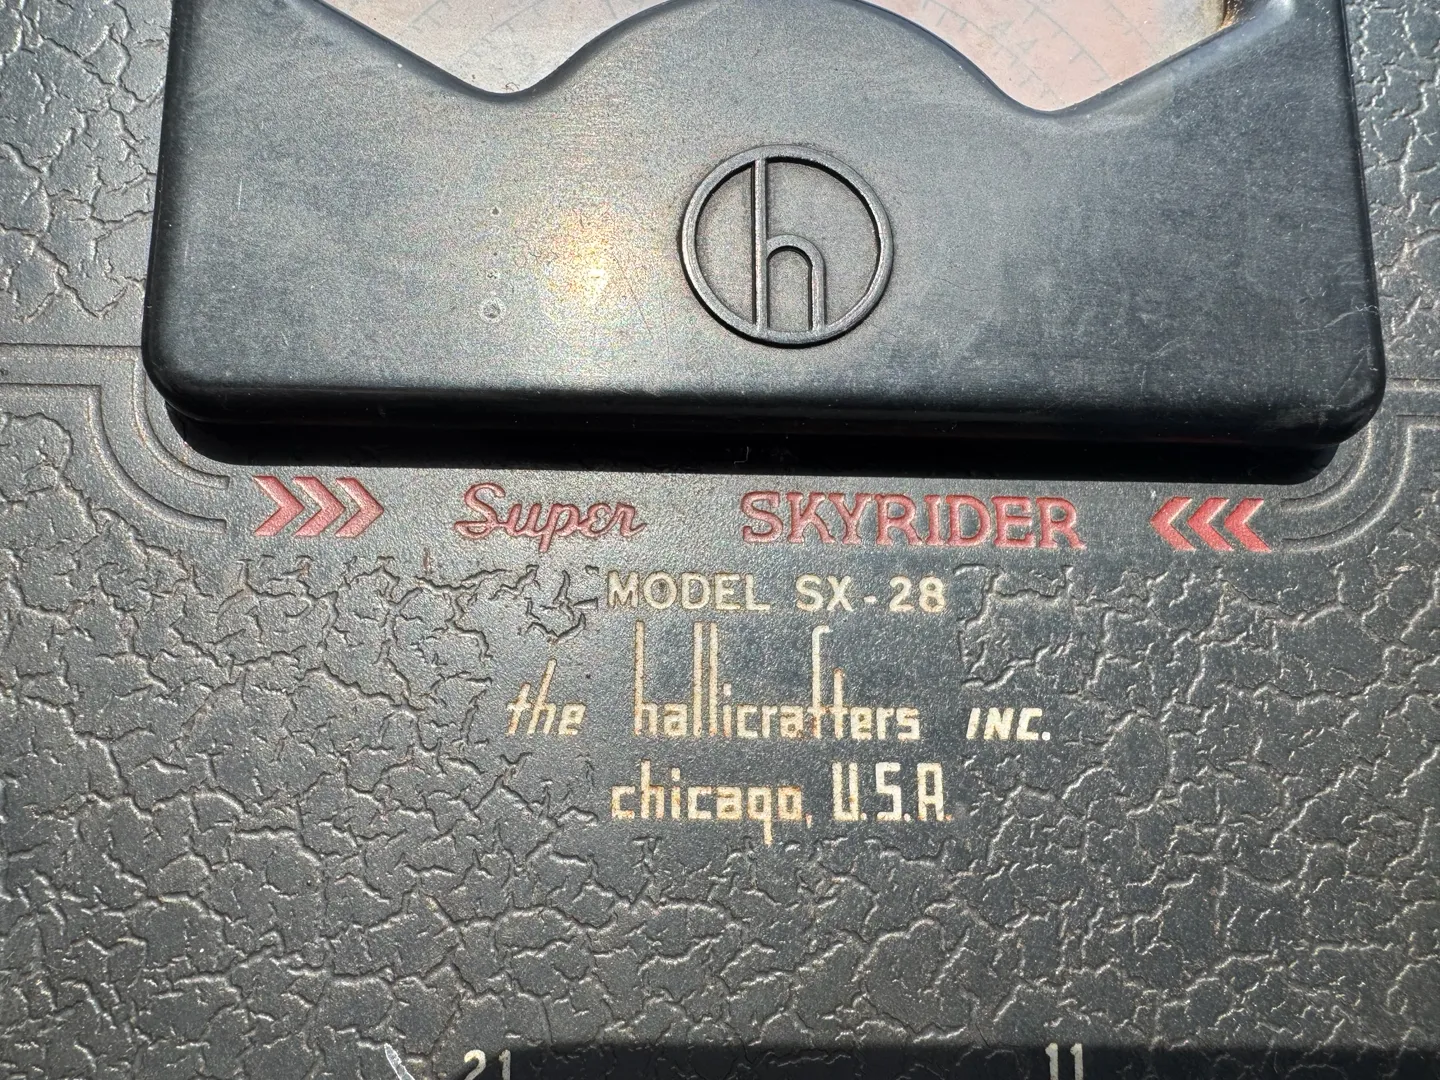 h
Super SKYRIDER
MODEL SX-28
the hallicrafters INC.
chicago, U.S.A.
21 11